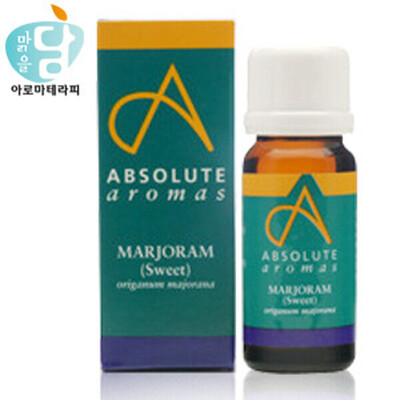 맑을
담
아로마테라피
ABSOLUTE
aromas
MARJORAM
(Sweet)
origanum majorana
ABSOLUTE
aromas
MARJORAM
(Sweet)
origanum majorana